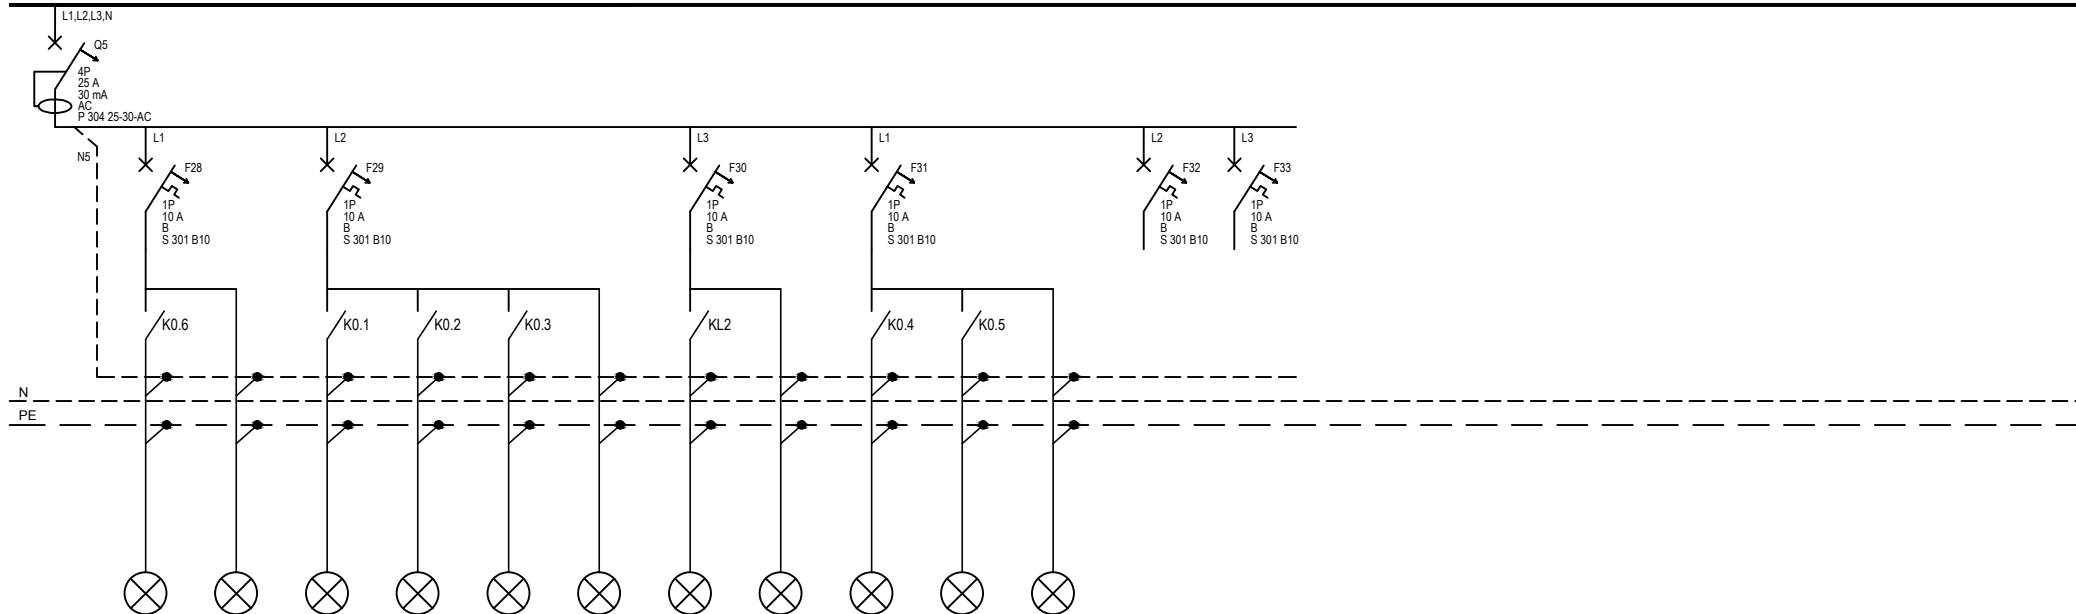 L1,L2,L3,N
Q5
4P
25 A
30 mA
AC
P 304 25-30-AC
N5
L1
L2
L3
L1
L2
L3
F28
1P
10 A
B
S 301 B10
F29
1P
10 A
B
S 301 B10
F30
1P
10 A
B
S 301 B10
F31
1P
10 A
B
S 301 B10
F32
1P
10 A
B
S 301 B10
F33
1P
10 A
B
S 301 B10
K0.6
K0.1
K0.2
K0.3
KL2
K0.4
K0.5
N
PE